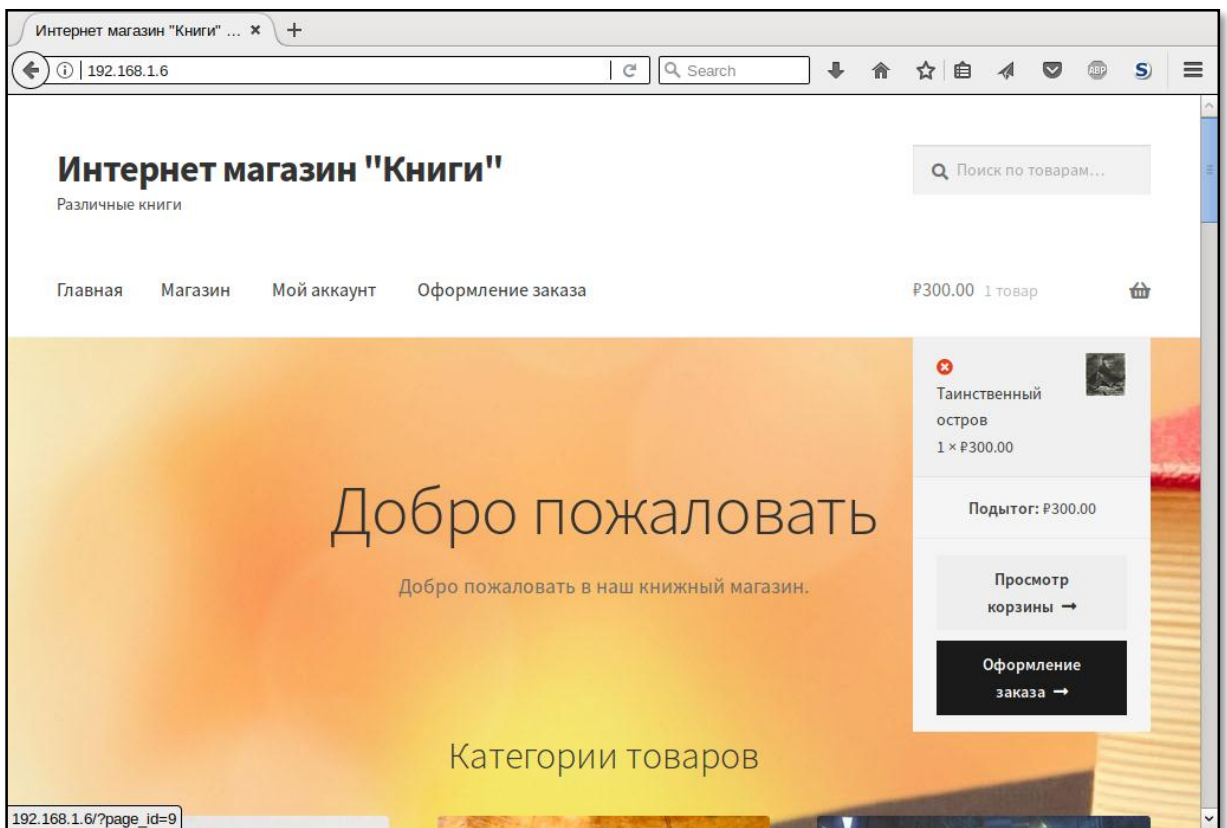 Интернет магазин "Книги" ...
192.168.1.6
Search
ABP
S
Интернет магазин "Книги"
Поиск по товарам...
Различные книги
Главная Магазин Мой аккаунт Оформление заказа ₽300.00 1 товар
Таинственный
остров
1 × ₽300.00
Подытог: ₽300.00
Добро пожаловать
Добро пожаловать в наш книжный магазин.
Просмотр
корзины →
Оформление
заказа →
Категории товаров
192.168.1.6/?page_id=9